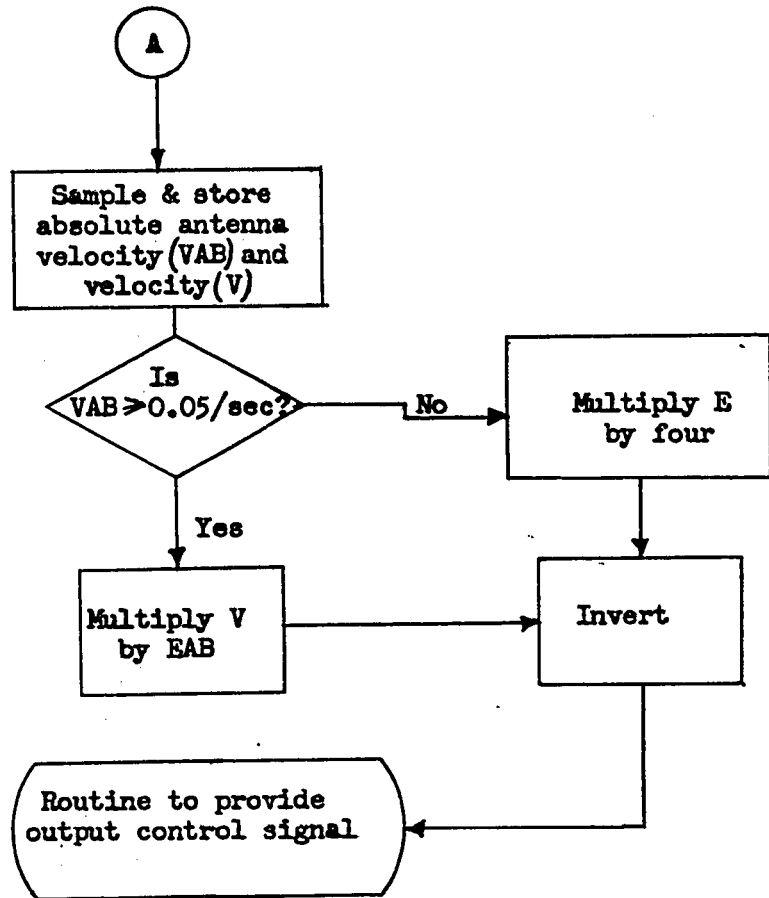 A
Sample & store
absolute antenna
velocity(VAB) and
velocity(V)
Is
VAB⩾0.05/sec?
No
Multiply E
by four
Yes
Multiply V
by EAB
Invert
Routine to provide
output control signal